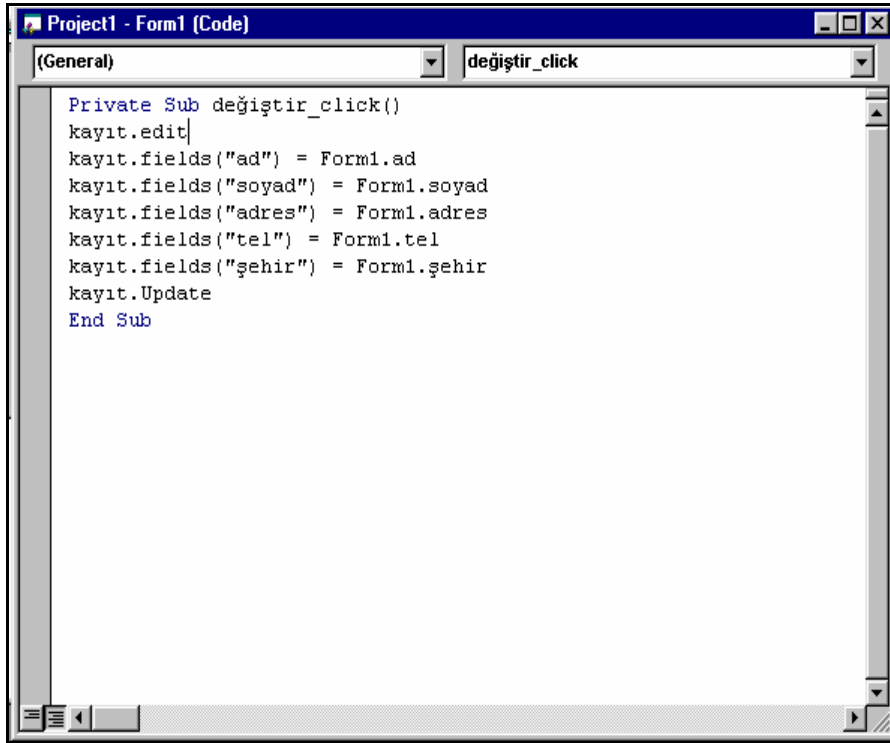 Project1 - Form1 (Code)
(General) değiştir_click
Private Sub değiştir_click()
kayıt.edit
kayıt.fields("ad") = Form1.ad
kayıt.fields("soyad") = Form1.soyad
kayıt.fields("adres") = Form1.adres
kayıt.fields("tel") = Form1.tel
kayıt.fields("şehir") = Form1.şehir
kayıt.Update
End Sub